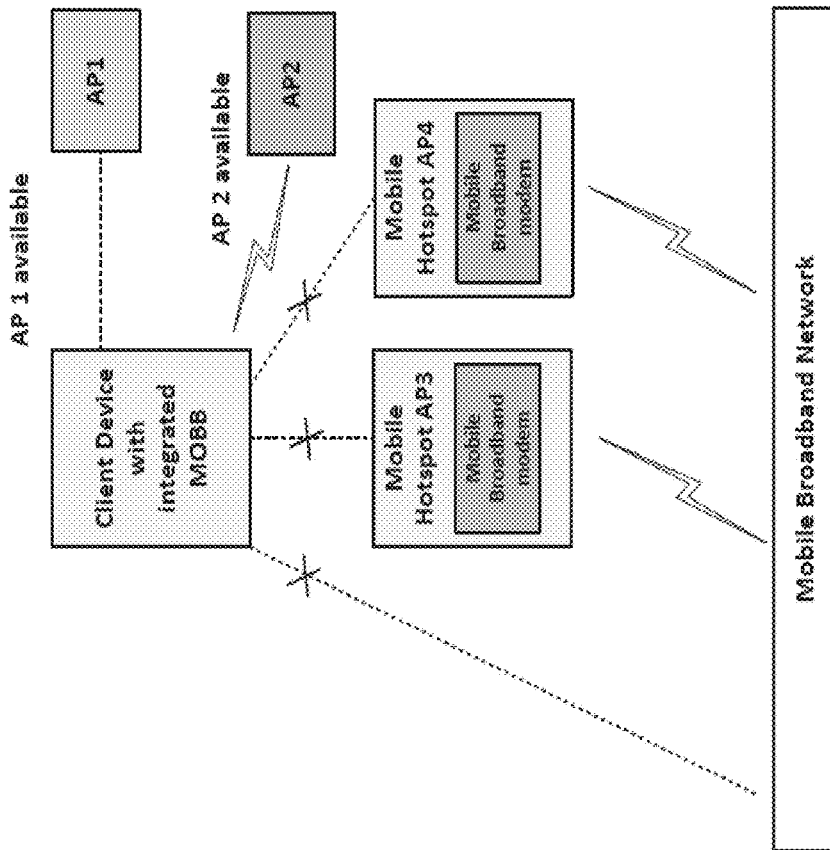 AP 1 available
AP1
AP 2 available
AP2
Client Device
with
integrated
MOBB
Mobile
Hotspot AP3
Mobile
Broadband
modem
Mobile
Hotspot AP4
Mobile
Broadband
modem
Mobile Broadband Network